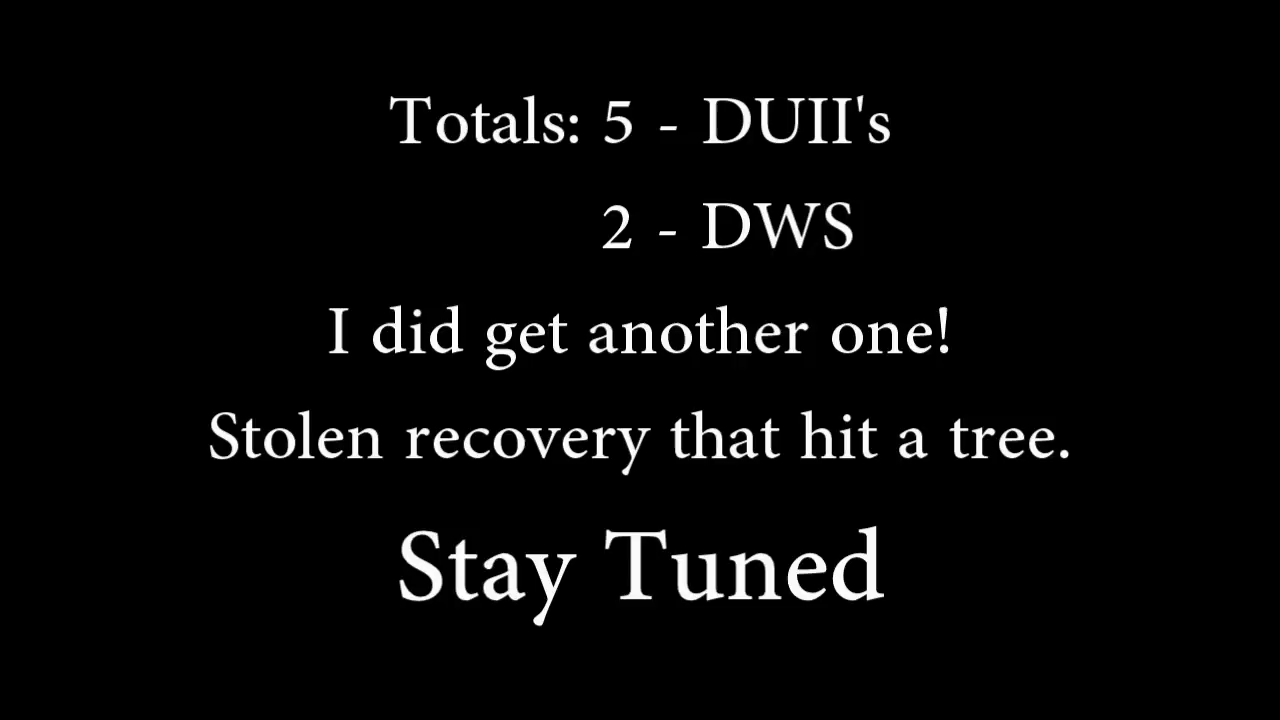 Totals: 5 - DUII's
2 - DWS
I did get another one!
Stolen recovery that hit a tree.
Stay Tuned